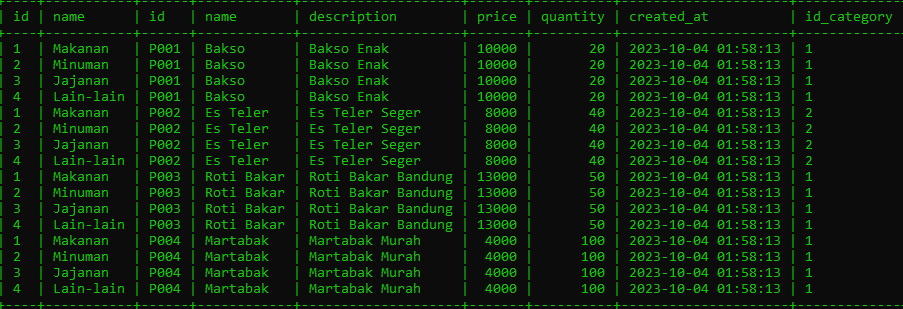 | id | name | id | name | description | price | quantity | created_at | id_category
| 1 | Makanan | P001 | Bakso | Bakso Enak | 10000 | 20 | 2023-10-04 01:58:13 | 1
| 2 | Minuman | P001 | Bakso | Bakso Enak | 10000 | 20 | 2023-10-04 01:58:13 | 1
| 3 | Jajanan | P001 | Bakso | Bakso Enak | 10000 | 20 | 2023-10-04 01:58:13 | 1
| 4 | Lain-lain | P001 | Bakso | Bakso Enak | 10000 | 20 | 2023-10-04 01:58:13 | 1
| 1 | Makanan | P002 | Es Teler | Es Teler Seger | 8000 | 40 | 2023-10-04 01:58:13 | 2
| 2 | Minuman | P002 | Es Teler | Es Teler Seger | 8000 | 40 | 2023-10-04 01:58:13 | 2
| 3 | Jajanan | P002 | Es Teler | Es Teler Seger | 8000 | 40 | 2023-10-04 01:58:13 | 2
| 4 | Lain-lain | P002 | Es Teler | Es Teler Seger | 8000 | 40 | 2023-10-04 01:58:13 | 2
| 1 | Makanan | P003 | Roti Bakar | Roti Bakar Bandung | 13000 | 50 | 2023-10-04 01:58:13 | 1
| 2 | Minuman | P003 | Roti Bakar | Roti Bakar Bandung | 13000 | 50 | 2023-10-04 01:58:13 | 1
| 3 | Jajanan | P003 | Roti Bakar | Roti Bakar Bandung | 13000 | 50 | 2023-10-04 01:58:13 | 1
| 4 | Lain-lain | P003 | Roti Bakar | Roti Bakar Bandung | 13000 | 50 | 2023-10-04 01:58:13 | 1
| 1 | Makanan | P004 | Martabak | Martabak Murah | 4000 | 100 | 2023-10-04 01:58:13 | 1
| 2 | Minuman | P004 | Martabak | Martabak Murah | 4000 | 100 | 2023-10-04 01:58:13 | 1
| 3 | Jajanan | P004 | Martabak | Martabak Murah | 4000 | 100 | 2023-10-04 01:58:13 | 1
| 4 | Lain-lain | P004 | Martabak | Martabak Murah | 4000 | 100 | 2023-10-04 01:58:13 | 1